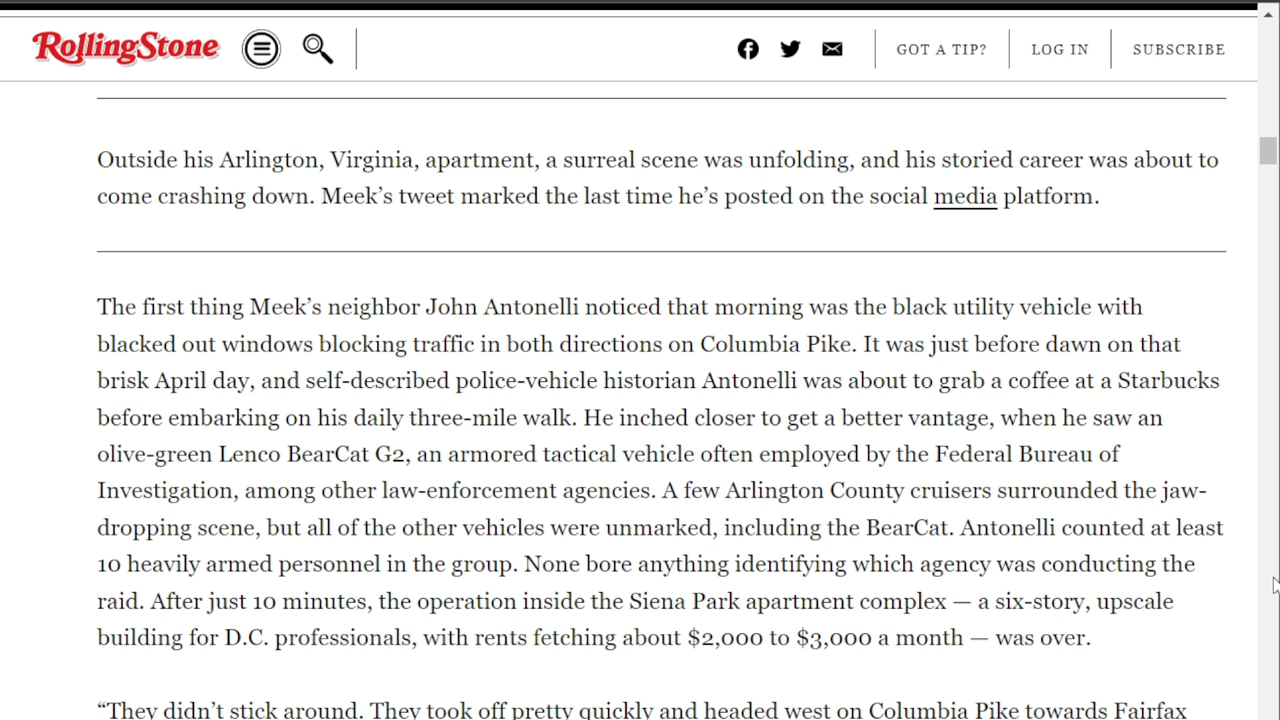 RollingStone
GOT A TIP?
LOG IN
SUBSCRIBE
Outside his Arlington, Virginia, apartment, a surreal scene was unfolding, and his storied career was about to
come crashing down. Meek’s tweet marked the last time he’s posted on the social media platform.
The first thing Meek’s neighbor John Antonelli noticed that morning was the black utility vehicle with
blacked out windows blocking traffic in both directions on Columbia Pike. It was just before dawn on that
brisk April day, and self-described police-vehicle historian Antonelli was about to grab a coffee at a Starbucks
before embarking on his daily three-mile walk. He inched closer to get a better vantage, when he saw an
olive-green Lenco BearCat G2, an armored tactical vehicle often employed by the Federal Bureau of
Investigation, among other law-enforcement agencies. A few Arlington County cruisers surrounded the jaw-
dropping scene, but all of the other vehicles were unmarked, including the BearCat. Antonelli counted at least
10 heavily armed personnel in the group. None bore anything identifying which agency was conducting the
raid. After just 10 minutes, the operation inside the Siena Park apartment complex — a six-story, upscale
building for D.C. professionals, with rents fetching about $2,000 to $3,000 a month — was over.
“They didn’t stick around. They took off pretty quickly and headed west on Columbia Pike towards Fairfax